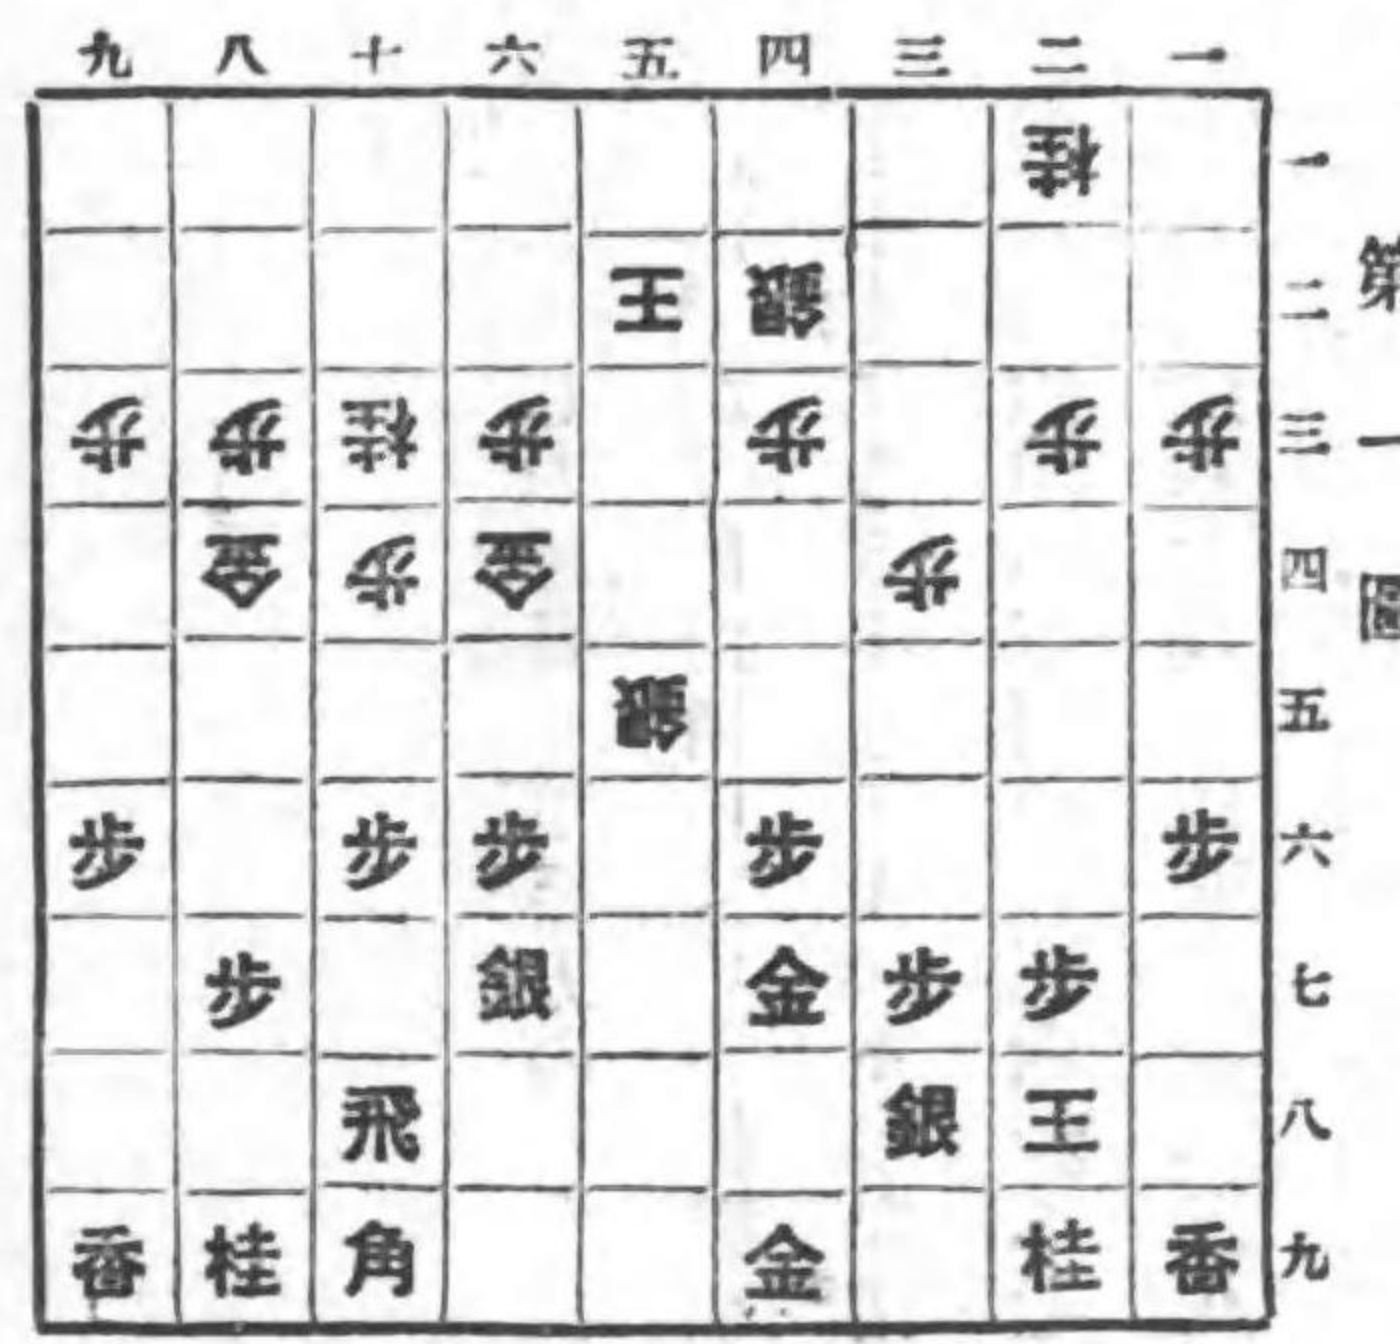 九 八 十 六 五 四 三 二 一
桂 一
王 銀 二
歩 歩 桂 歩 歩 歩 歩 三
金 歩 金 歩 四
銀 五
歩 歩 歩 歩 歩 六
歩 銀 金 歩 歩 七
飛 銀 王 八
香 桂 角 金 桂 香 九
第一圖